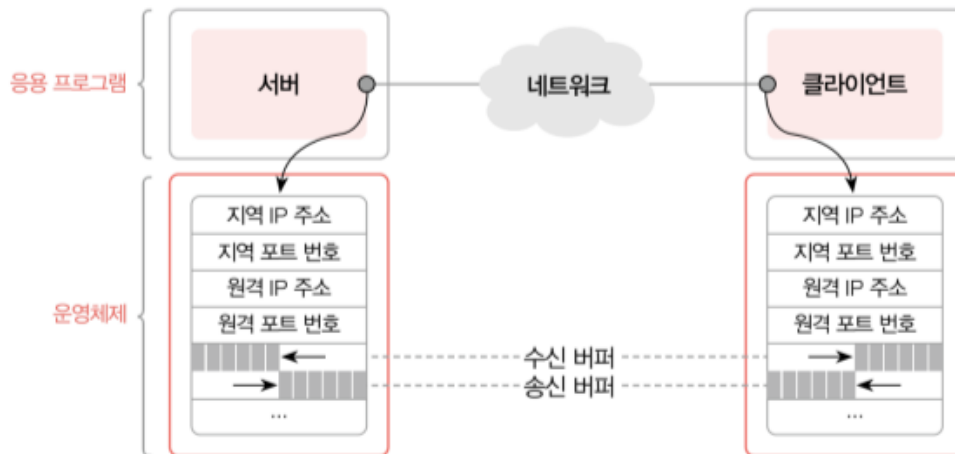 응용 프로그램
서버
네트워크
클라이언트
운영체제
지역 IP 주소
지역 포트 번호
원격 IP 주소
원격 포트 번호
...
수신 버퍼
송신 버퍼
지역 IP 주소
지역 포트 번호
원격 IP 주소
원격 포트 번호
...